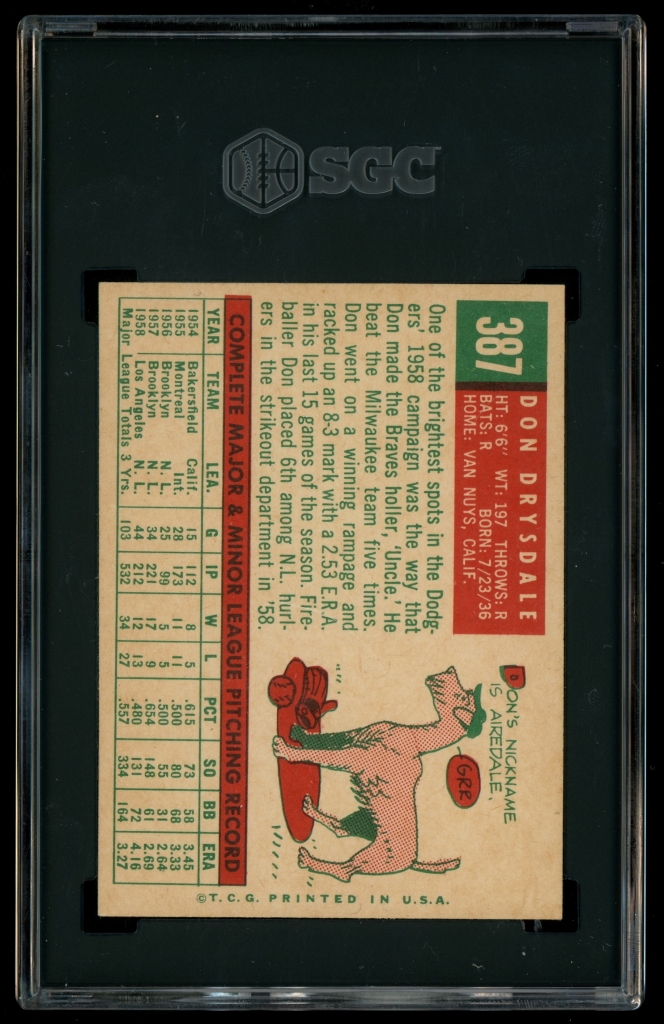 SGC
387
DON DRYSDALE
HT: 6'6" WT: 197 THROWS: R
BATS: R BORN: 7/23/36
HOME: VAN NUYS, CALIF.
One of the brightest spots in the Dodg-
ers' 1958 campaign was the way that
Don made the Braves holler, 'Uncle.' He
beat the Milwaukee team five times.
Don went on a winning rampage and
racked up an 8-3 mark with a 2.53 E.R.A.
in his last 15 games of the season. Fire-
baller Don placed 6th among N.L. hurl-
ers in the strikeout department in '58.
DON'S NICKNAME
IS AIREDALE.
GRR
COMPLETE MAJOR & MINOR LEAGUE PITCHING RECORD
YEAR TEAM LEA. G IP W L PCT SO BB ERA
1954 Bakersfield Calif. 15 112 8 5 .615 73 58 3.45
1955 Montreal Int. 28 173 11 11 .500 80 68 3.33
1956 Brooklyn N. L. 25 99 5 5 .500 55 31 2.64
1957 Brooklyn N. L. 34 221 17 9 .654 148 61 2.69
1958 Los Angeles N. L. 44 212 12 13 .480 131 72 4.16
Major League Totals 3 Yrs. 103 532 34 27 .557 334 164 3.27
©T.C.G. PRINTED IN U.S.A.